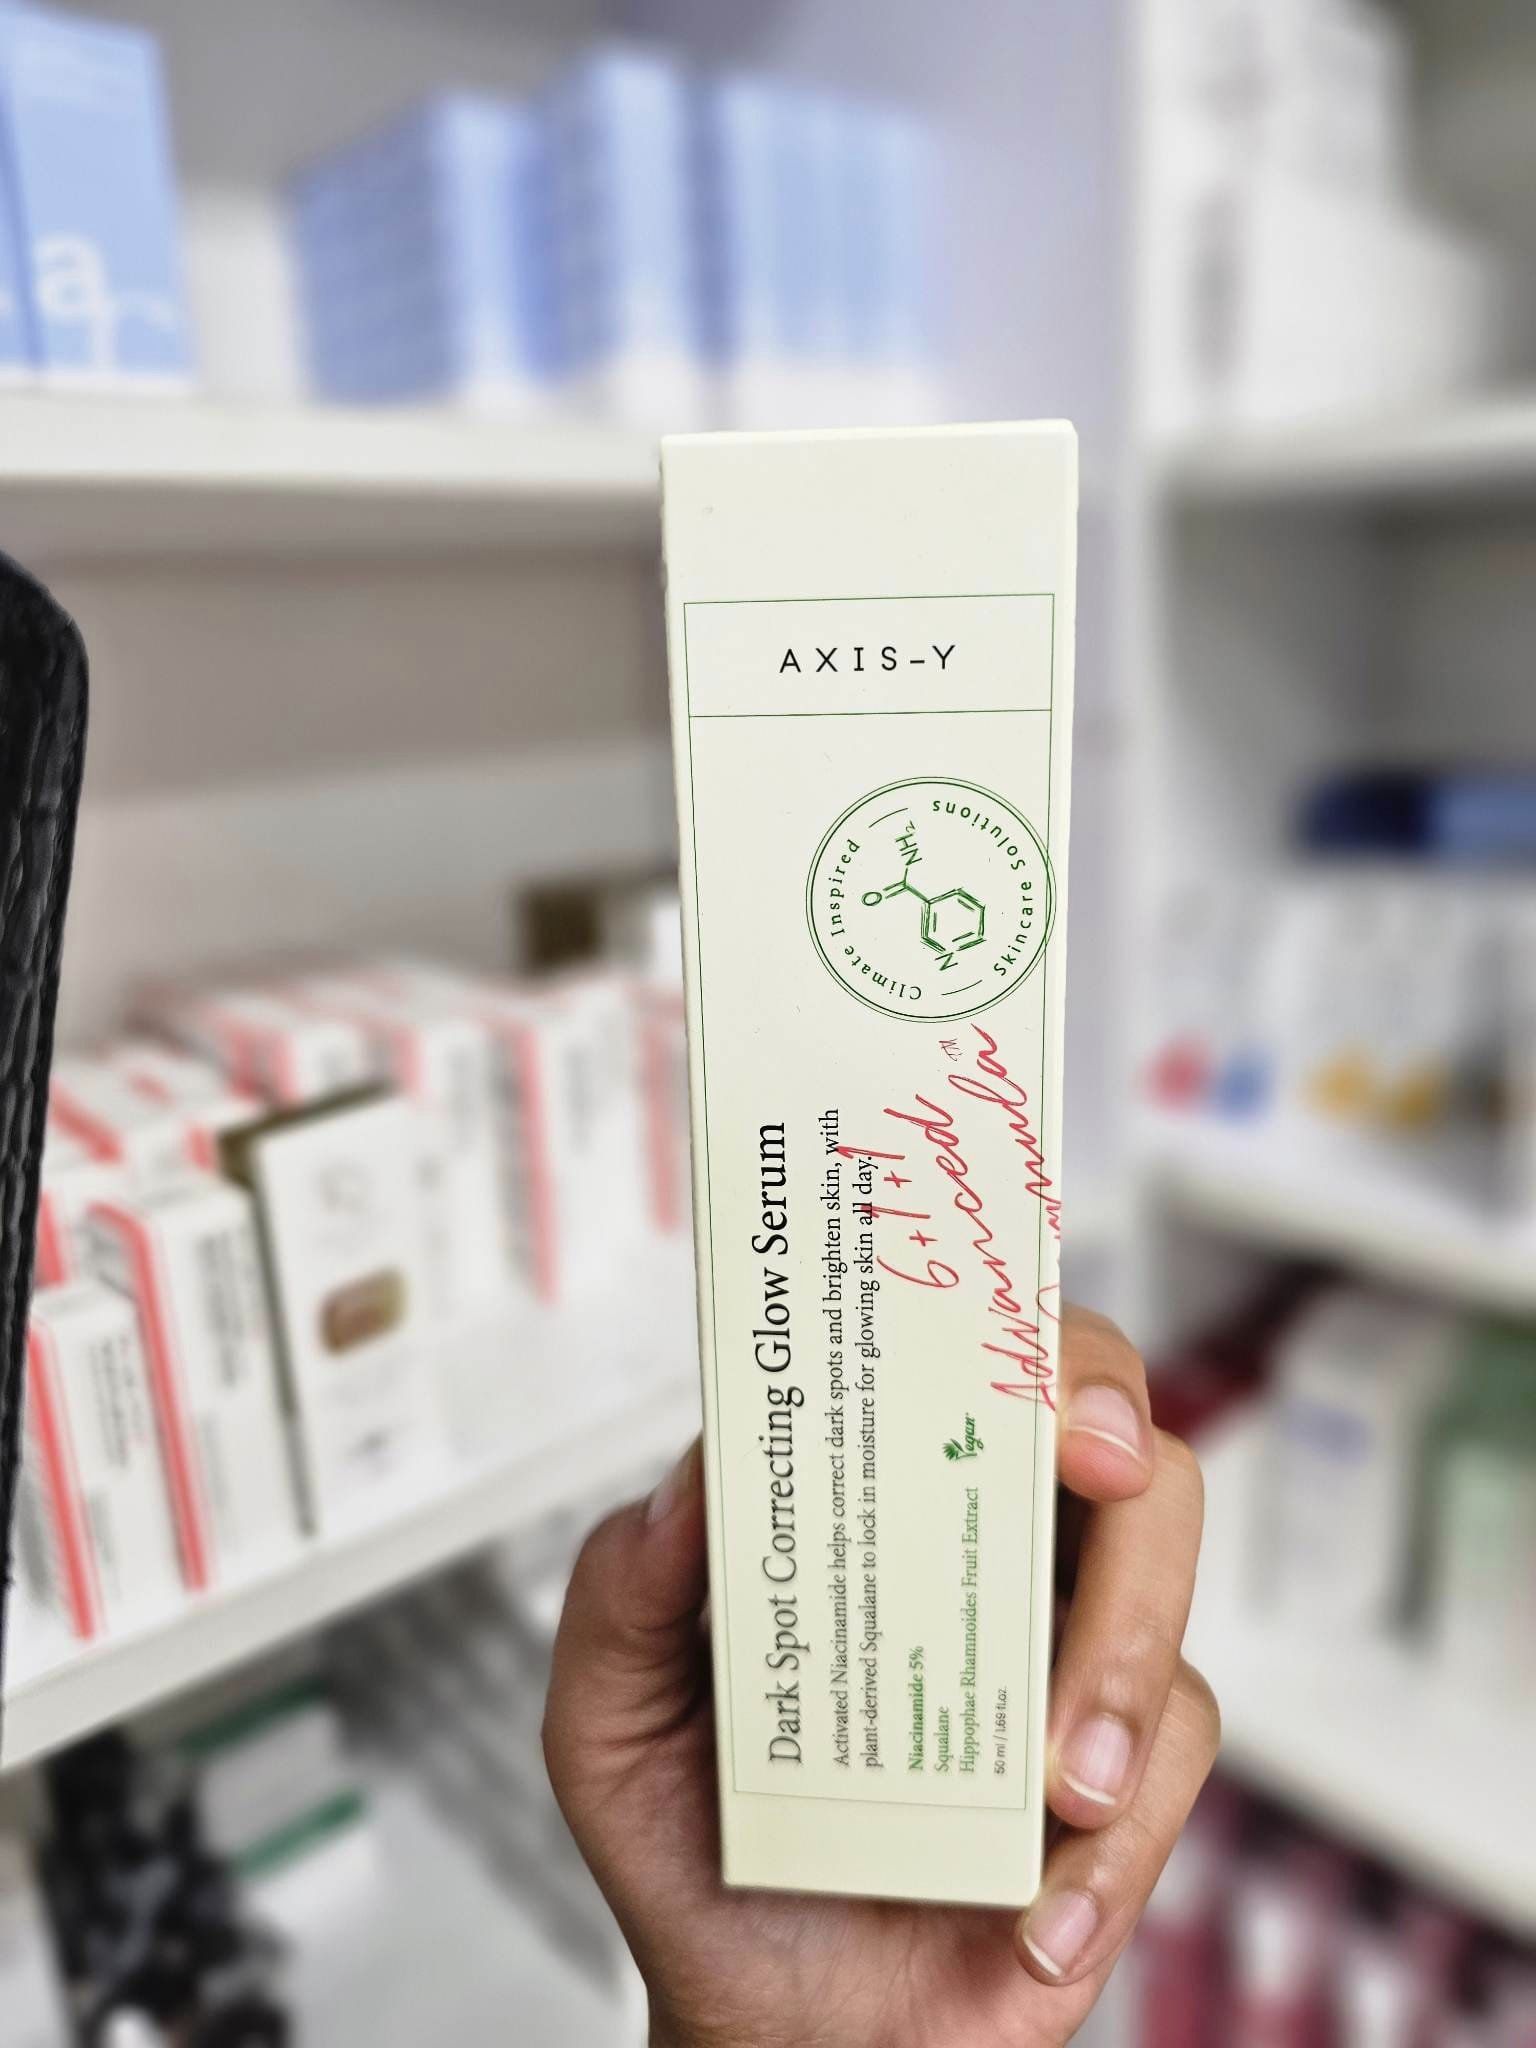 AXIS-Y
Climate Inspired
Skincare Solutions
O
NH₂
N
Dark Spot Correcting Glow Serum
Activated Niacinamide helps correct dark spots and brighten skin, with
plant-derived Squalane to lock in moisture for glowing skin all day.
6+1+1
Advanced
™
Niacinamide 5%
Squalane
Hippophae Rhamnoides Fruit Extract
Vegan
50 ml / 1.69 fl.oz.
a